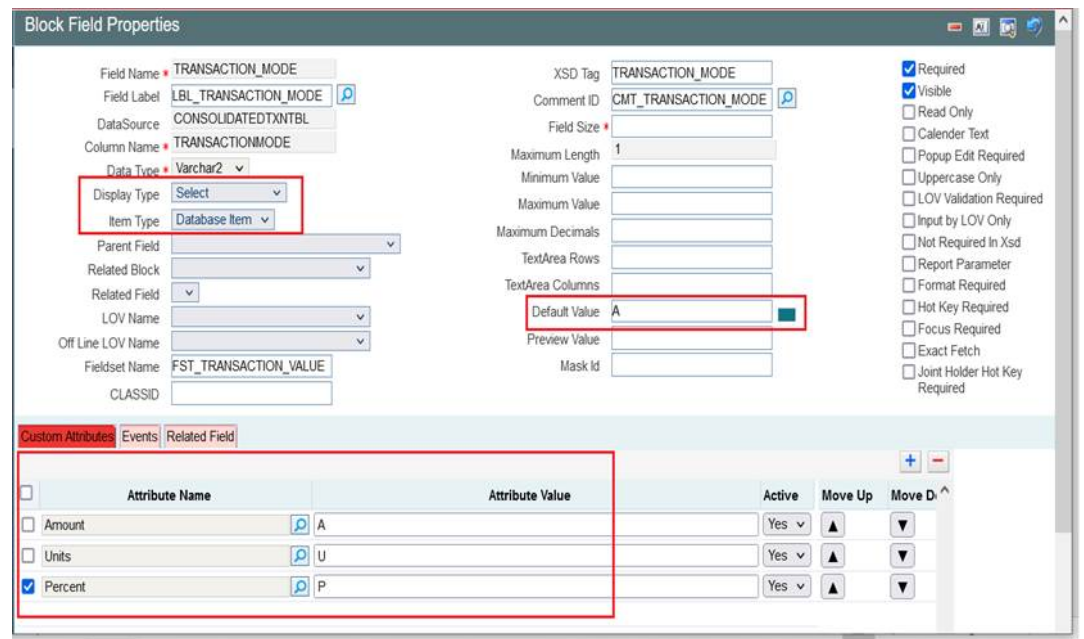 Block Field Properties
Field Name * TRANSACTION_MODE
Field Label LBL_TRANSACTION_MODE
DataSource CONSOLIDATEDTXNTBL
Column Name * TRANSACTIONMODE
Data Type * Varchar2
Display Type Select
Item Type Database Item
Parent Field
Related Block
Related Field
LOV Name
Off Line LOV Name
Fieldset Name FST_TRANSACTION_VALUE
CLASSID
XSD Tag TRANSACTION_MODE
Comment ID CMT_TRANSACTION_MODE
Field Size *
Maximum Length 1
Minimum Value
Maximum Value
Maximum Decimals
TextArea Rows
TextArea Columns
Default Value A
Preview Value
Mask Id
Required
Visible
Read Only
Calender Text
Popup Edit Required
Uppercase Only
LOV Validation Required
Input by LOV Only
Not Required In Xsd
Report Parameter
Format Required
Hot Key Required
Focus Required
Exact Fetch
Joint Holder Hot Key
Required
Custom Attributes Events Related Field
Attribute Name Attribute Value Active Move Up Move D
Amount A Yes
Units U Yes
Percent P Yes